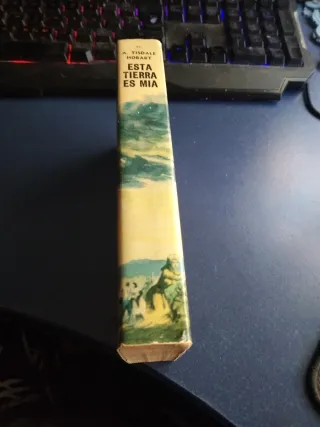 A. TISDALE
HOBART
ESTA
TIERRA
ES MIA